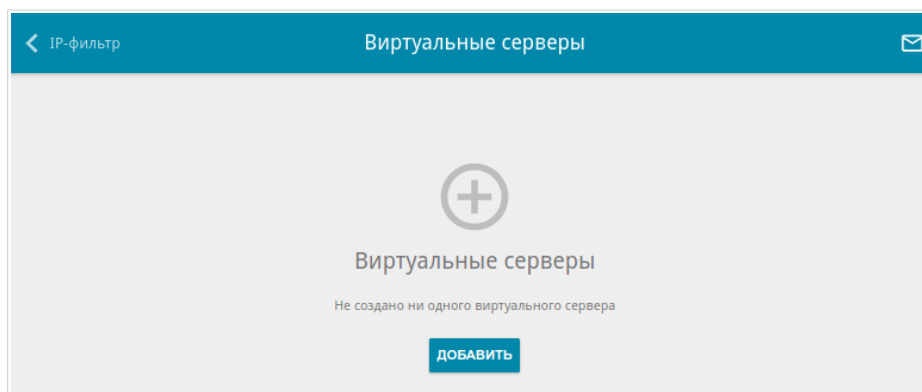 IP-фильтр
Виртуальные серверы
Виртуальные серверы
Не создано ни одного виртуального сервера
ДОБАВИТЬ